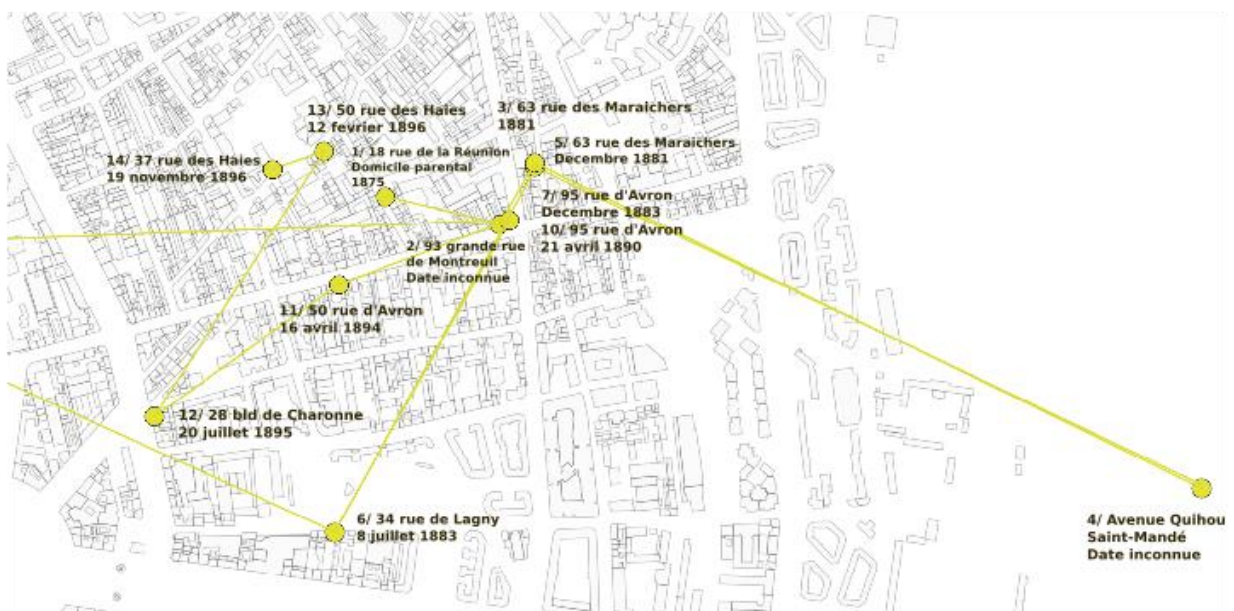 13/ 50 rue des Haies
12 fevrier 1896
3/ 63 rue des Maraichers
1881
14/ 37 rue des Haies
19 novembre 1896
1/ 18 rue de la Réunion
Domicile parental
1875
5/ 63 rue des Maraichers
Decembre 1881
7/ 95 rue d'Avron
Decembre 1883
10/ 95 rue d'Avron
21 avril 1890
2/ 93 grande rue
de Montreuil
Date inconnue
11/ 50 rue d'Avron
16 avril 1894
12/ 28 bld de Charonne
20 juillet 1895
6/ 34 rue de Lagny
8 juillet 1883
4/ Avenue Quihou
Saint-Mandé
Date inconnue